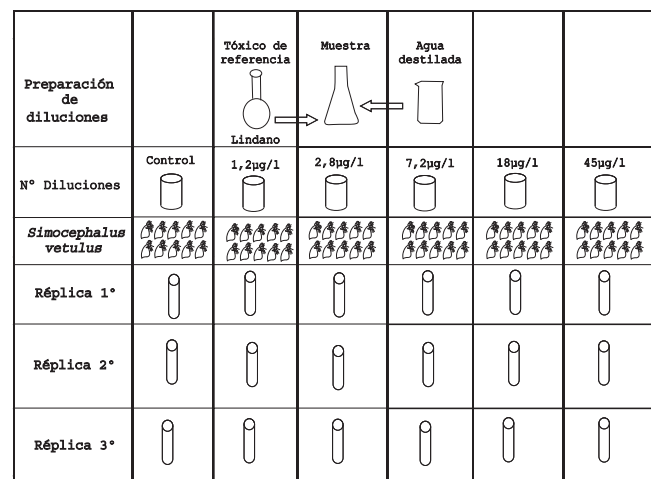 Tóxico de referencia
Muestra
Agua destilada
Preparación de diluciones
Lindano
Nº Diluciones
Control
1,2µg/l
2,8µg/l
7,2µg/l
18µg/l
45µg/l
Simocephalus vetulus
Réplica 1°
Réplica 2°
Réplica 3°